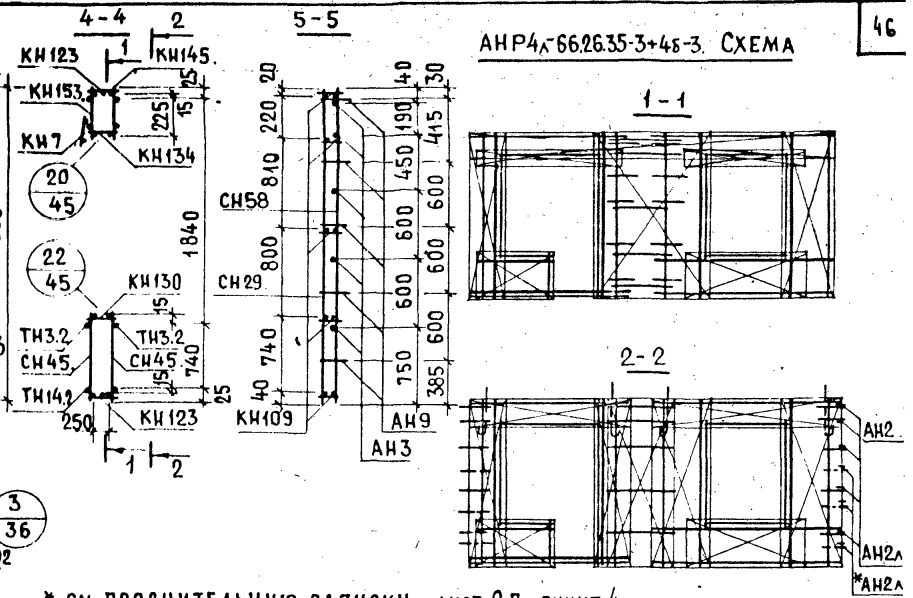 46
АНР4л-66.26.35-3+48-3. СХЕМА
4-4
2
1
КН123
КН145.
КН153.
КН7
КН134
25
15
225
20
45
1840
22
45
КН130
15
ТН3.2
ТН3.2
СН45
СН45
ТН14.2
740
15
25
250
КН123
1
2
3
36
5-5
20
220
810
800
740
40
СН58
СН29
КН109
40
190
450
600
600
750
30
415
600
600
600
385
АН9
АН3
1-1
2-2
АН2
АН2л
*АН2л